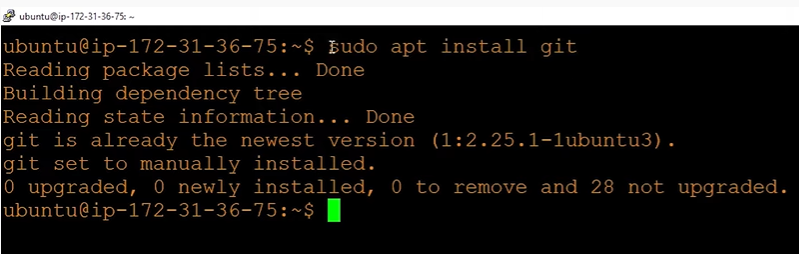 ubuntu@ip-172-31-36-75: ~
ubuntu@ip-172-31-36-75:~$ sudo apt install git
Reading package lists... Done
Building dependency tree
Reading state information... Done
git is already the newest version (1:2.25.1-1ubuntu3).
git set to manually installed.
0 upgraded, 0 newly installed, 0 to remove and 28 not upgraded.
ubuntu@ip-172-31-36-75:~$